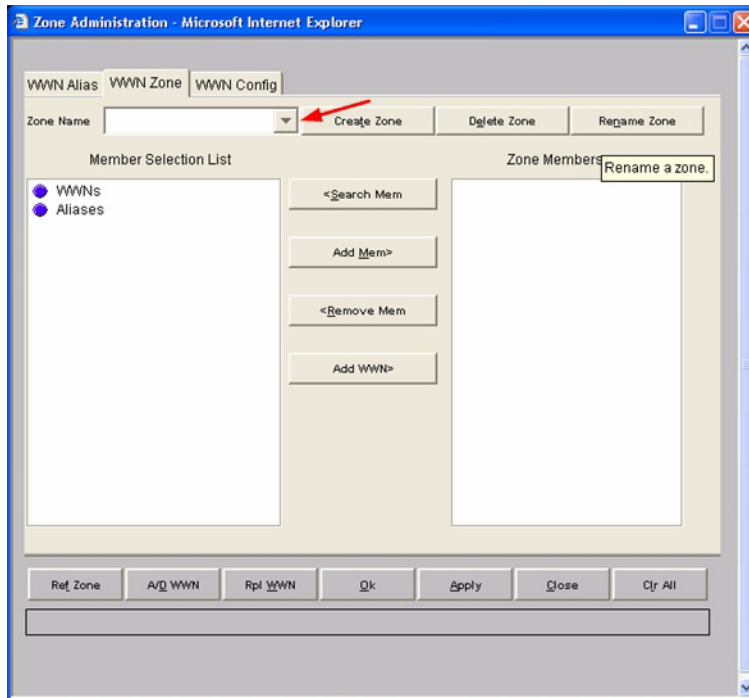 Zone Administration - Microsoft Internet Explorer
WWN Alias WWN Zone WWN Config
Zone Name Create Zone Delete Zone Rename Zone
Member Selection List Zone Members
Rename a zone.
WWNs
Aliases
<Search Mem
Add Mem>
<Remove Mem
Add WWN>
Ref Zone A/D WWN Rpl WWN Ok Apply Close Clr All